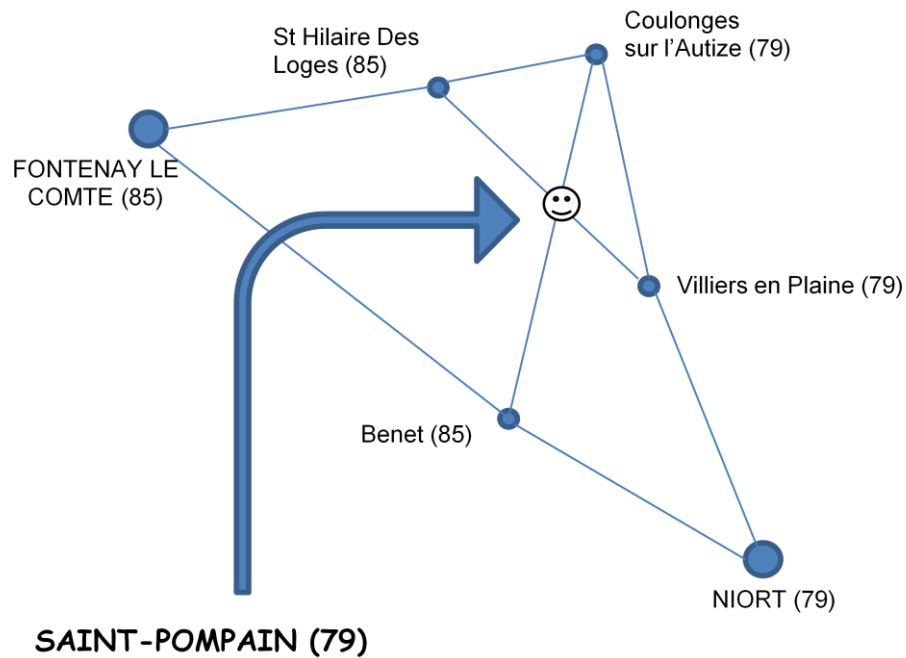 St Hilaire Des
Loges (85)
Coulonges
sur l'Autize (79)
FONTENAY LE
COMTE (85)
Villiers en Plaine (79)
Benet (85)
NIORT (79)
SAINT-POMPAIN (79)